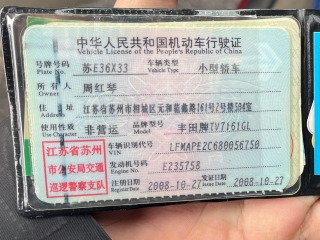 中华人民共和国机动车行驶证
Vehicle License of the People's Republic of China
号牌号码 苏E36X33 车辆类型 小型轿车
Plate No. Vehicle Type
所有人 周红琴
Owner
住址 江苏省苏州市相城区元和
Address
使用性质 非营运 品牌型号 丰田牌TV7161GL
Use Character Model
江苏省苏州 车辆识别代号 LFMAPE2C680056750
VIN
市公安局交通 发动机号码 E235758
Engine No.
巡逻警察支队 注册日期 2008-10-27 发证日期 2008-10-27
Register Date Issue Date